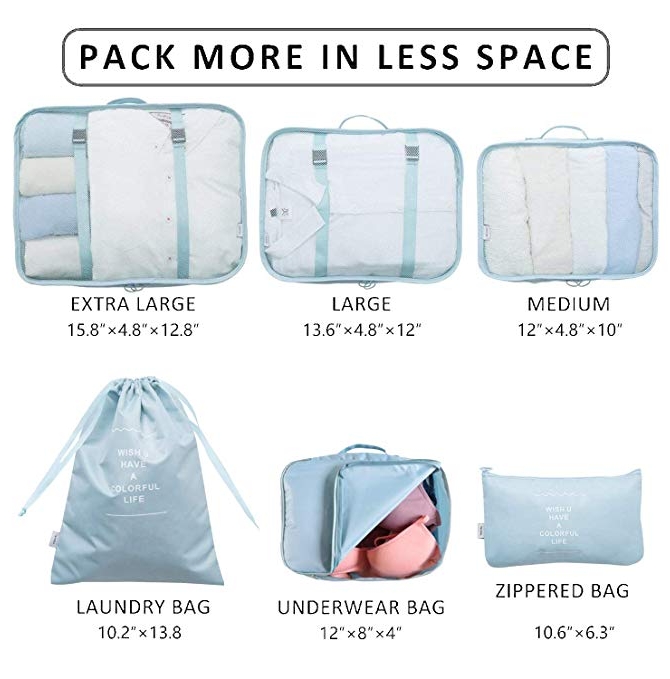 PACK MORE IN LESS SPACE
EXTRA LARGE
15.8”×4.8”×12.8”
LARGE
13.6”×4.8”×12”
MEDIUM
12”×4.8”×10”
WISH U
HAVE
A
COLORFUL
LIFE
LAUNDRY BAG
10.2”×13.8
UNDERWEAR BAG
12”×8”×4”
WISH U
HAVE
A
COLORFUL
LIFE
ZIPPERED BAG
10.6”×6.3”